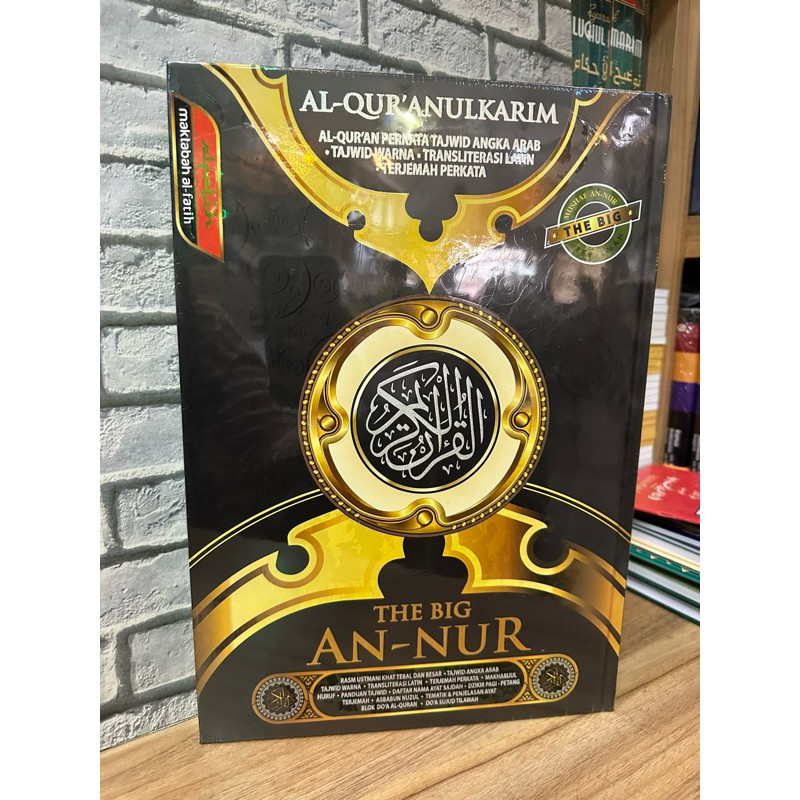 AL-QUR'ANULKARIM
AL-QUR'AN PERKATA TAJWID ANGKA ARAB
• TAJWID WARNA • TRANSLITERASI LATIN
• TERJEMAH PERKATA
maktabah al-fatih
MUSHAF AN-NUR
THE BIG
القرآن الكريم
THE BIG
AN-NUR
RASM USTMANI KHAT TEBAL DAN BESAR • TAJWID ANGKA ARAB
TAJWID WARNA • TRANSLITERASI LATIN • TERJEMAH PERKATA • MAKHARIJUL
HURUF • PANDUAN TAJWID • DAFTAR NAMA AYAT SAJDAH • DZIKIR PAGI - PETANG
TERJEMAH • ASBABUN NUZUL • TEMATIK & PENJELASAN AYAT
BLOK DO'A AL-QURAN • DO'A SUJUD TILAWAH